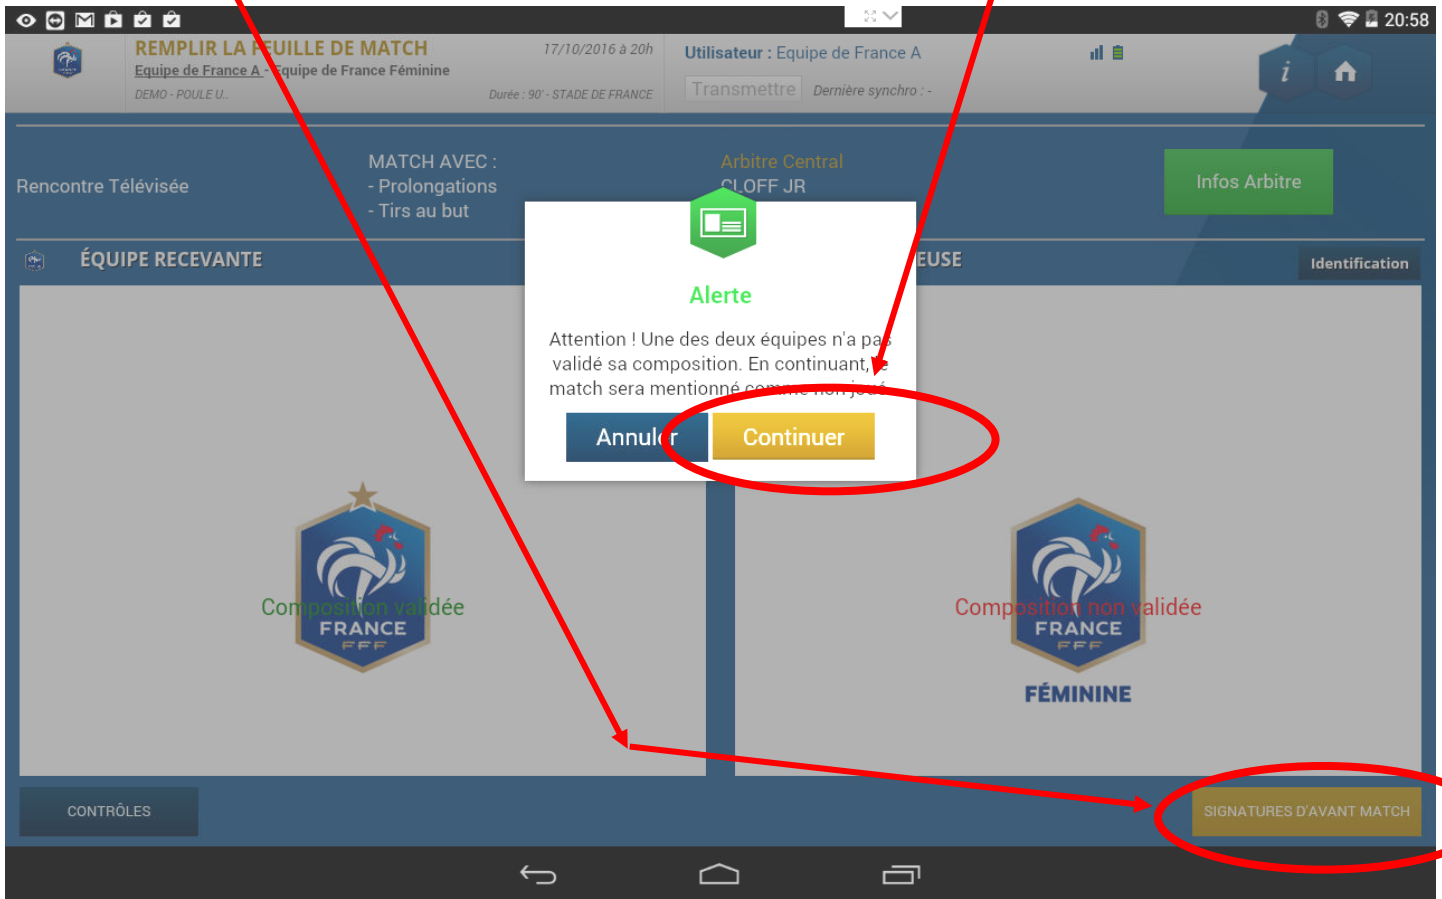 20:58
REMPLIR LA FEUILLE DE MATCH
17/10/2016 à 20h
Equipe de France A - Equipe de France Féminine
DEMO - POULE U..
Durée : 90' - STADE DE FRANCE
Utilisateur : Equipe de France A
Transmettre
Dernière synchro : -
i
Rencontre Télévisée
MATCH AVEC :
- Prolongations
- Tirs au but
Arbitre Central
CLOFF JR
Infos Arbitre
ÉQUIPE RECEVANTE
EUSE
Identification
Alerte
Attention ! Une des deux équipes n'a pas
validé sa composition. En continuant, le
match sera mentionné comme non joué.
Annuler
Continuer
Composition validée
FRANCE
FFF
Composition non validée
FRANCE
FFF
FÉMININE
CONTRÔLES
SIGNATURES D'AVANT MATCH